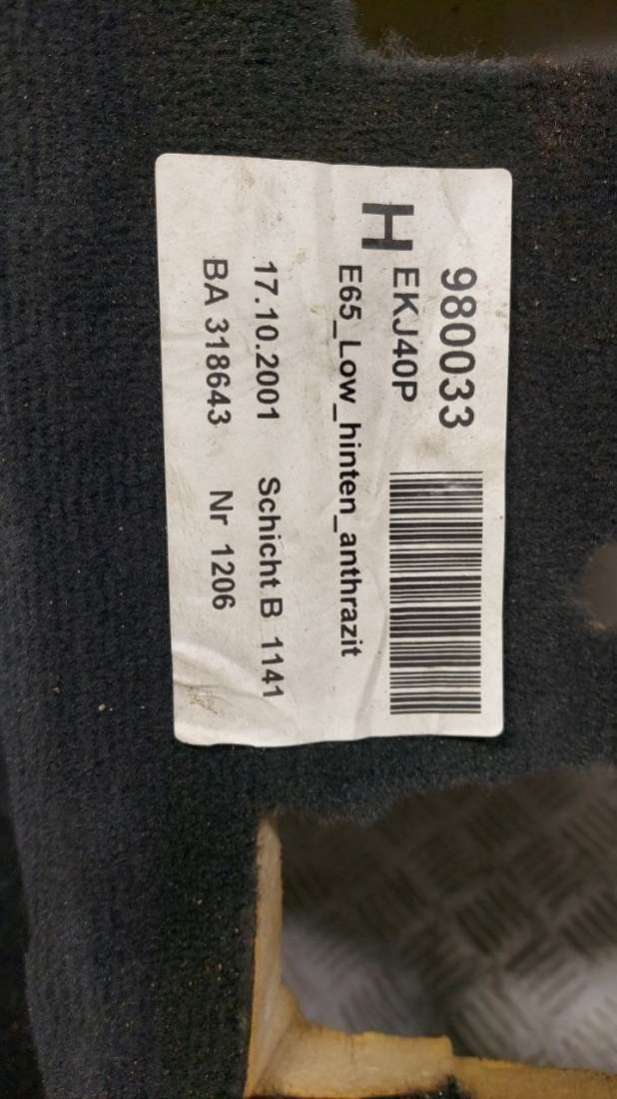 980033
H EKJ40P
E65_Low_hinten_anthrazit
17.10.2001 Schicht B 1141
BA 318643 Nr 1206